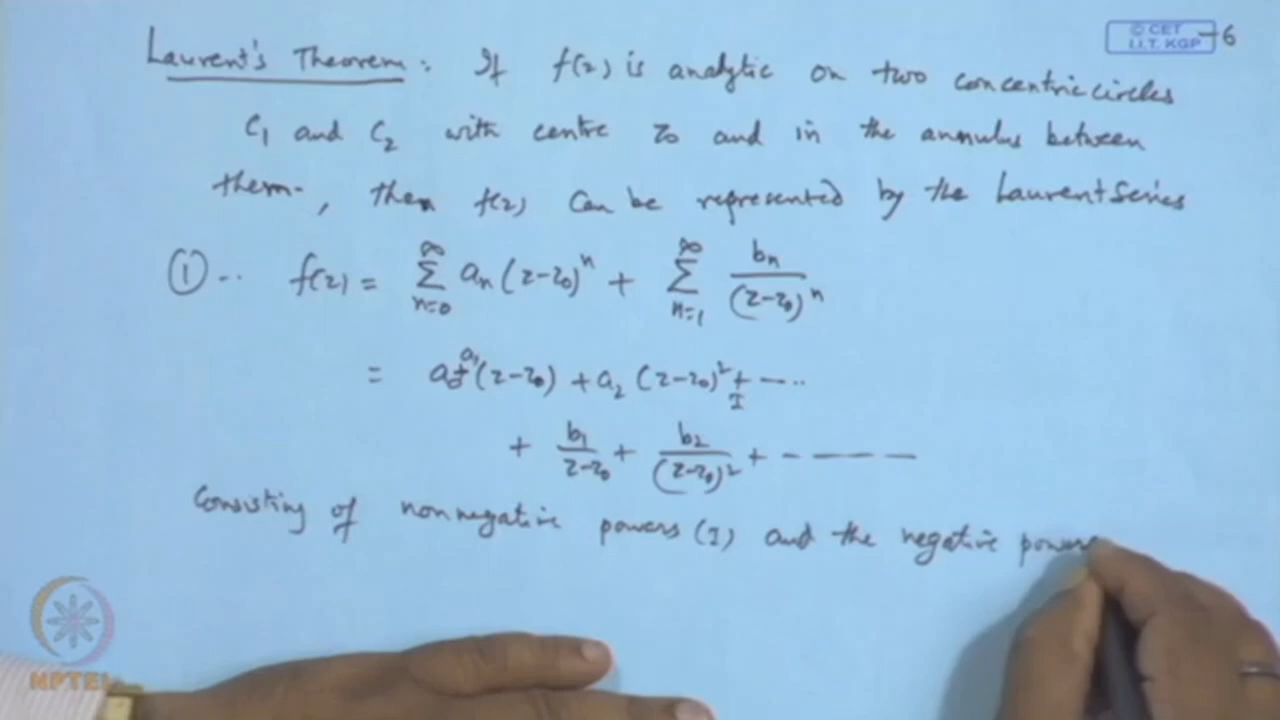 © CET
I.I.T. KGP
-6
Laurent's Theorem : If f(z) is analytic on two concentric circles
C₁ and C₂ with centre z₀ and in the annulus between
them, then f(z) can be represented by the Laurent Series
① .. f(z) = ∑_{n=0}^{∞} aₙ (z-z₀)ⁿ + ∑_{n=1}^{∞} bₙ/(z-z₀)ⁿ
= a₀ + a₁(z-z₀) + a₂ (z-z₀)² + ---..
I
+ b₁/(z-z₀) + b₂/(z-z₀)² + - — — —
Consisting of nonnegative powers (I) and the negative powers
NPTEL